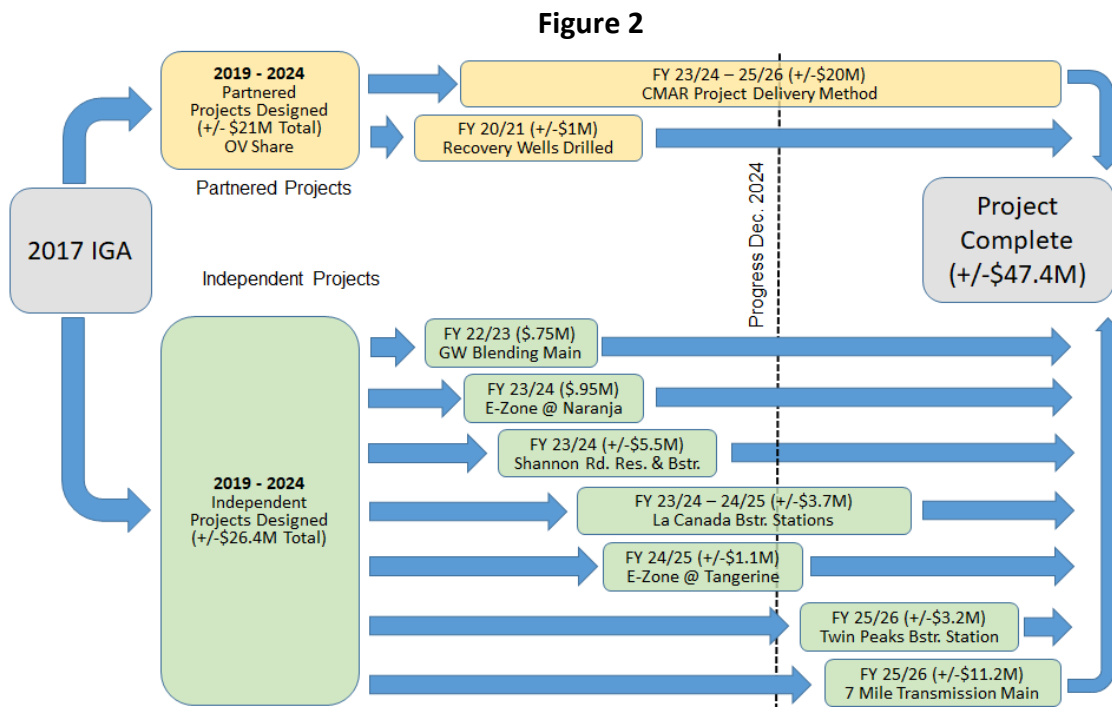 Figure 2
2019 - 2024
Partnered
Projects Designed
(+/- $21M Total)
OV Share
FY 23/24 – 25/26 (+/-$20M)
CMAR Project Delivery Method
FY 20/21 (+/-$1M)
Recovery Wells Drilled
Partnered Projects
2017 IGA
Project
Complete
(+/-$47.4M)
Progress Dec. 2024
Independent Projects
2019 - 2024
Independent
Projects Designed
(+/-$26.4M Total)
FY 22/23 ($.75M)
GW Blending Main
FY 23/24 ($.95M)
E-Zone @ Naranja
FY 23/24 (+/-$5.5M)
Shannon Rd. Res. & Bstr.
FY 23/24 – 24/25 (+/-$3.7M)
La Canada Bstr. Stations
FY 24/25 (+/-$1.1M)
E-Zone @ Tangerine
FY 25/26 (+/-$3.2M)
Twin Peaks Bstr. Station
FY 25/26 (+/-$11.2M)
7 Mile Transmission Main